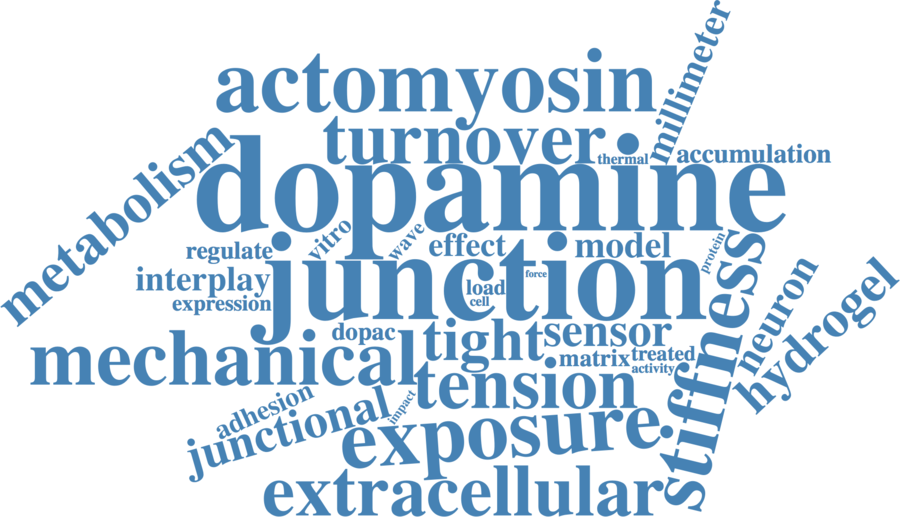 millimeter
actomyosin
turnover
thermal
accumulation
metabolism
dopamine
regulate
vitro
wave
effect
model
protein
interplay
junction
force
load
cell
expression
stiffness
neuron
hydrogel
dopac
tight
sensor
mechanical
matrix
treated
activity
tension
adhesion
impact
junctional
exposure
extracellular